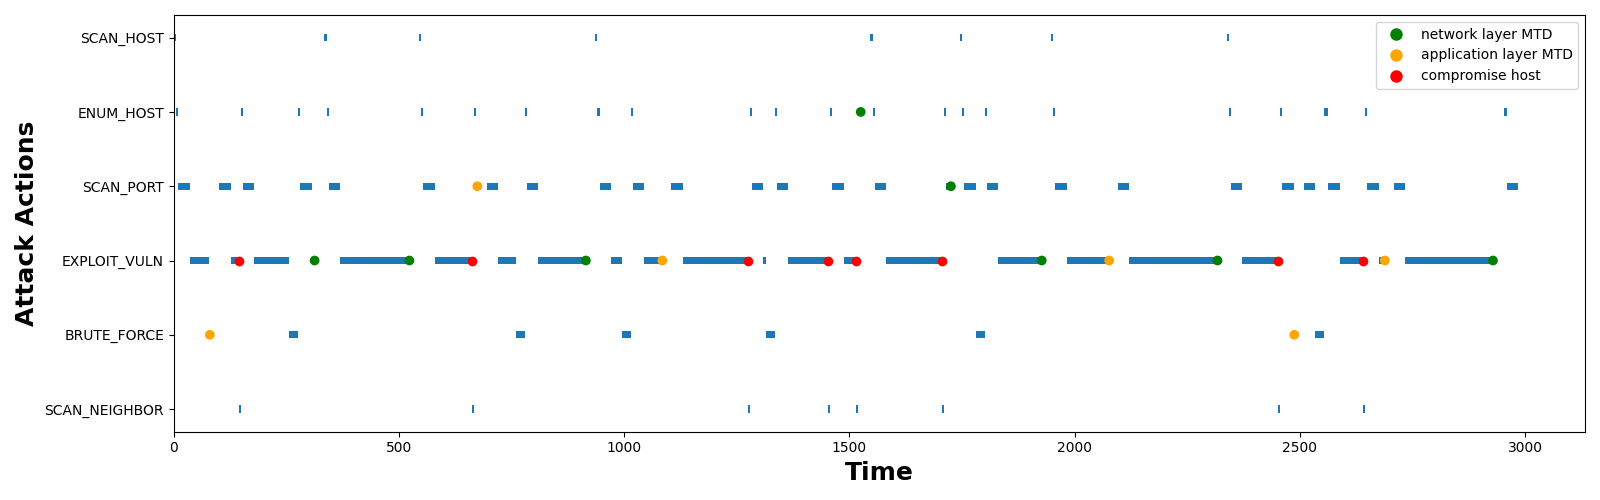 SCAN_HOST
ENUM_HOST
SCAN_PORT
EXPLOIT_VULN
BRUTE_FORCE
SCAN_NEIGHBOR
Attack Actions
network layer MTD
application layer MTD
compromise host
0 500 1000 1500 2000 2500 3000
Time